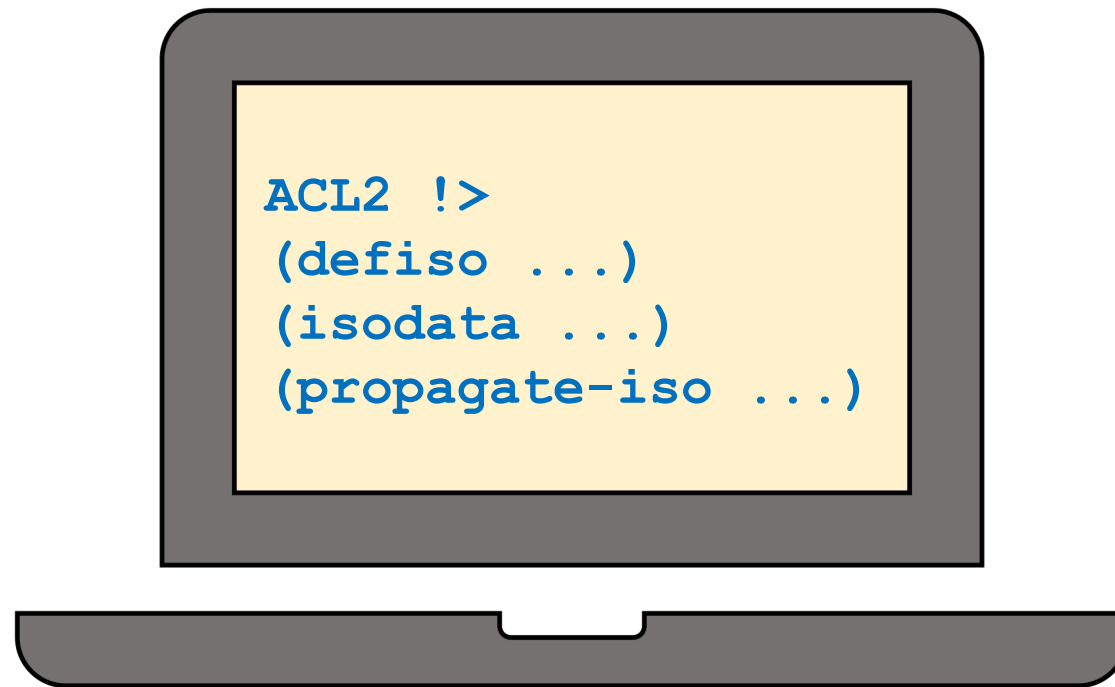 ACL2 !>
(defiso ...)
(isodata ...)
(propagate-iso ...)